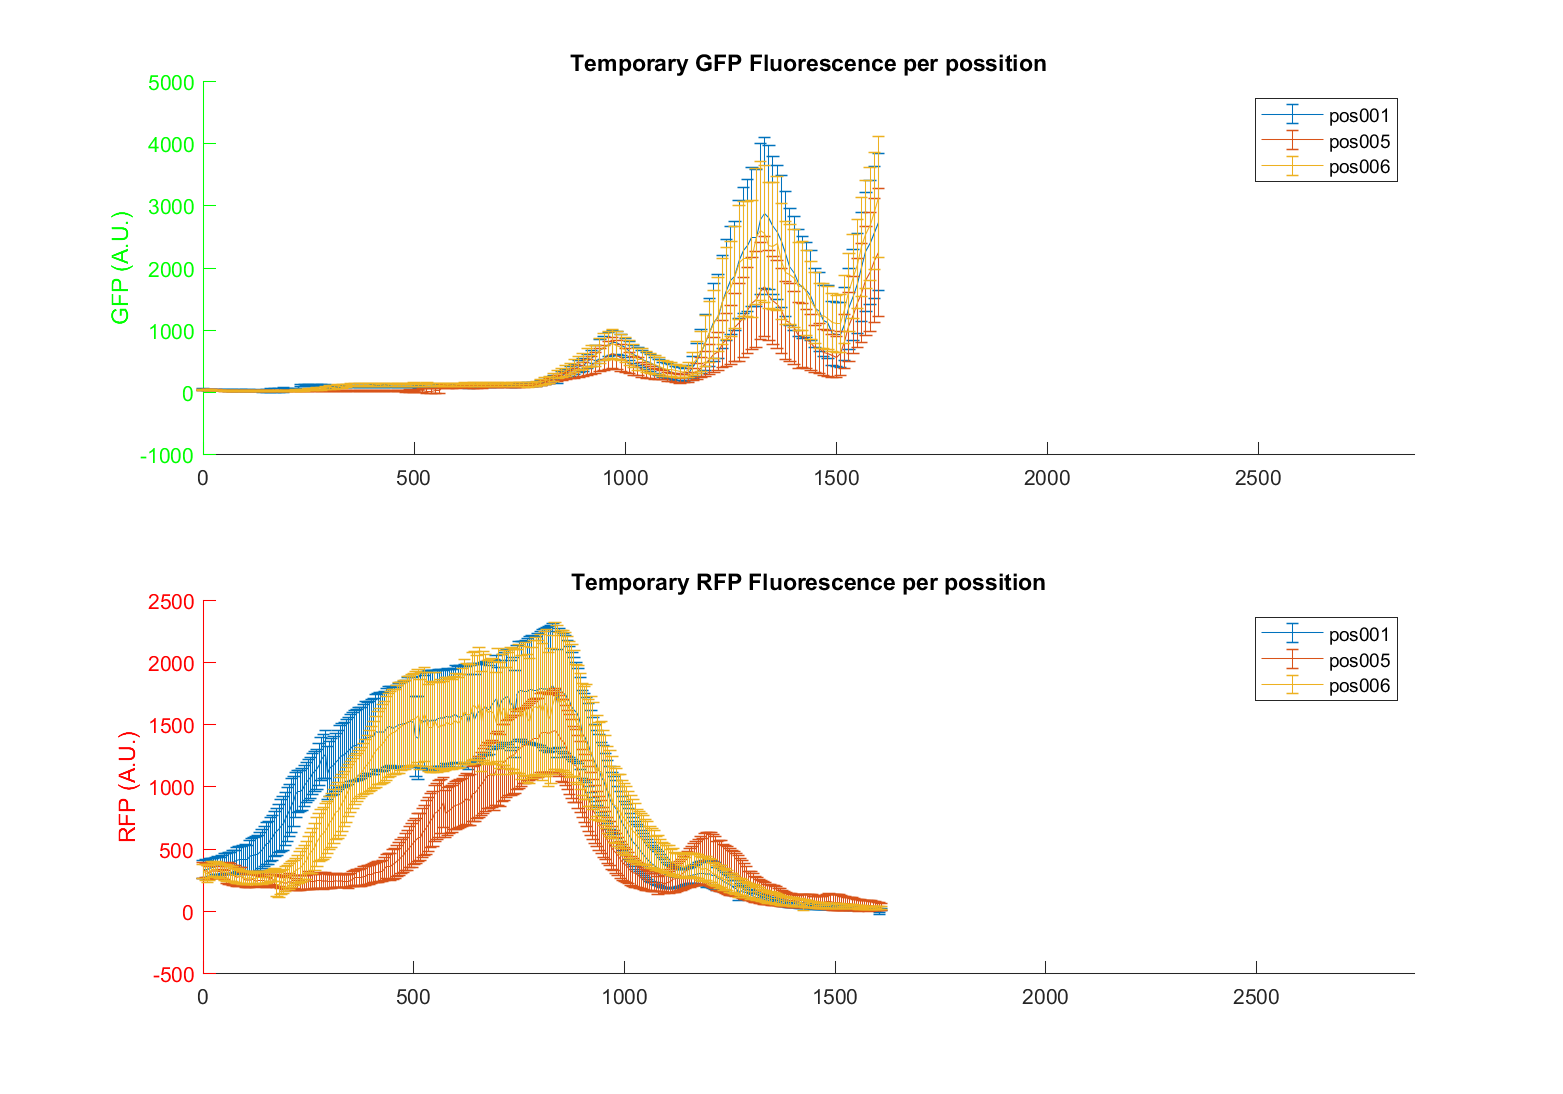 Temporary GFP Fluorescence per possition
5000
4000
3000
2000
1000
0
-1000
GFP (A.U.)
0 500 1000 1500 2000 2500
pos001
pos005
pos006
Temporary RFP Fluorescence per possition
2500
2000
1500
1000
500
0
-500
RFP (A.U.)
0 500 1000 1500 2000 2500
pos001
pos005
pos006